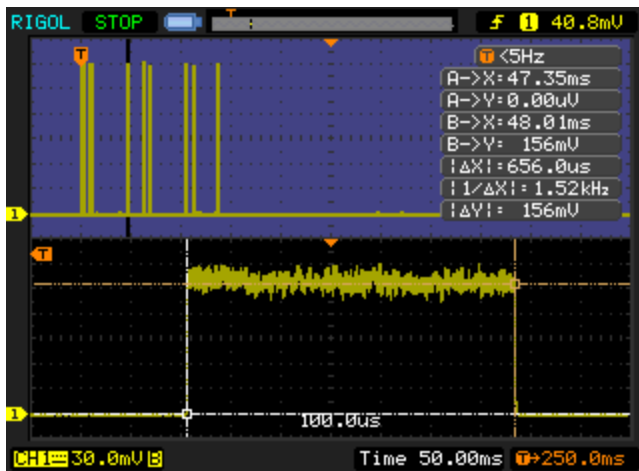 RIGOL STOP T f 1 40.8mV
T
T <5Hz
A->X: 47.35ms
A->Y: 0.00uV
B->X: 48.01ms
B->Y: 156mV
|ΔX|: 656.0us
|1/ΔX|: 1.52kHz
|ΔY|: 156mV
1
T
1
100.0us
CH1 30.0mV B Time 50.00ms T→250.0ms